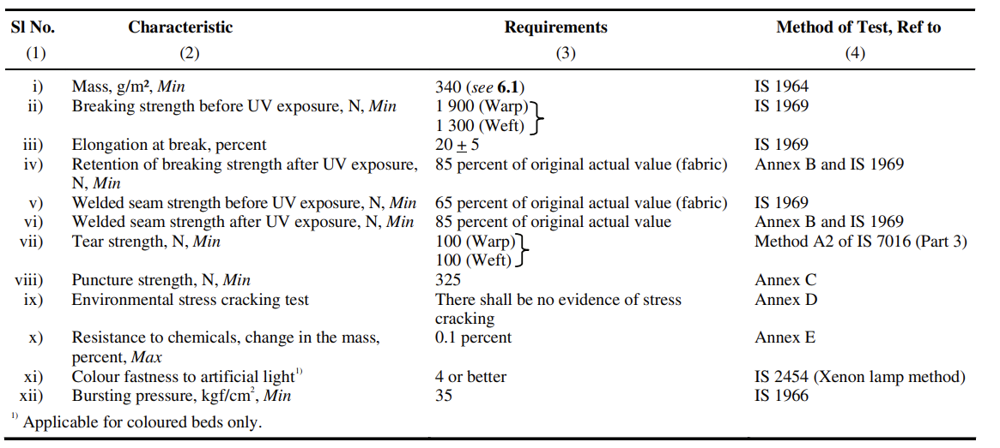 Sl No. Characteristic Requirements Method of Test, Ref to
(1) (2) (3) (4)
i) Mass, g/m², Min 340 (see 6.1) IS 1964
ii) Breaking strength before UV exposure, N, Min 1 900 (Warp) IS 1969
1 300 (Weft)
iii) Elongation at break, percent 20 ± 5 IS 1969
iv) Retention of breaking strength after UV exposure, 85 percent of original actual value (fabric) Annex B and IS 1969
N, Min
v) Welded seam strength before UV exposure, N, Min 65 percent of original actual value (fabric) IS 1969
vi) Welded seam strength after UV exposure, N, Min 85 percent of original actual value Annex B and IS 1969
vii) Tear strength, N, Min 100 (Warp) Method A2 of IS 7016 (Part 3)
100 (Weft)
viii) Puncture strength, N, Min 325 Annex C
ix) Environmental stress cracking test There shall be no evidence of stress Annex D
cracking
x) Resistance to chemicals, change in the mass, 0.1 percent Annex E
percent, Max
xi) Colour fastness to artificial light¹⁾ 4 or better IS 2454 (Xenon lamp method)
xii) Bursting pressure, kgf/cm², Min 35 IS 1966
¹⁾ Applicable for coloured beds only.